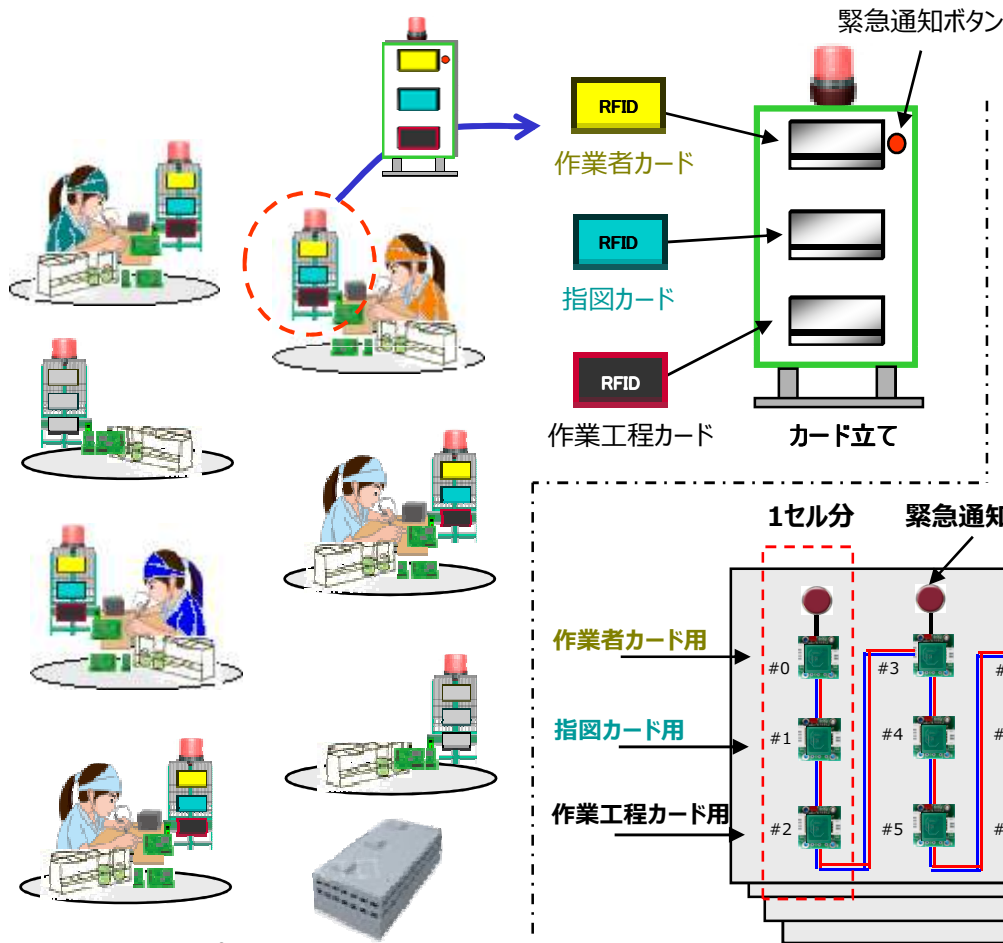 緊急通知ボタン
RFID
作業者カード
RFID
指図カード
RFID
作業工程カード
カード立て
1セル分
緊急通知
作業者カード用
#0
#3
#
指図カード用
#1
#4
#
作業工程カード用
#2
#5
#